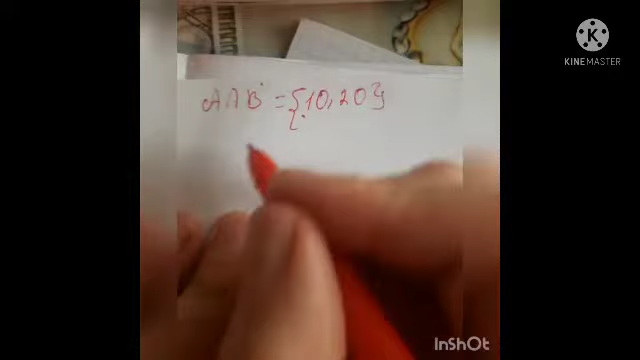 K
KINEMASTER
A∩B = {10,20}
InShOt